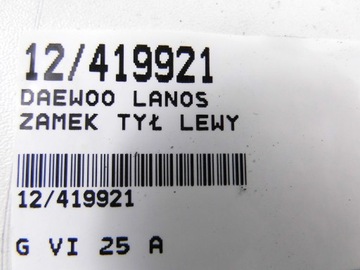 12/419921
DAEWOO LANOS
ZAMEK TYŁ LEWY
12/419921
G VI 25 A